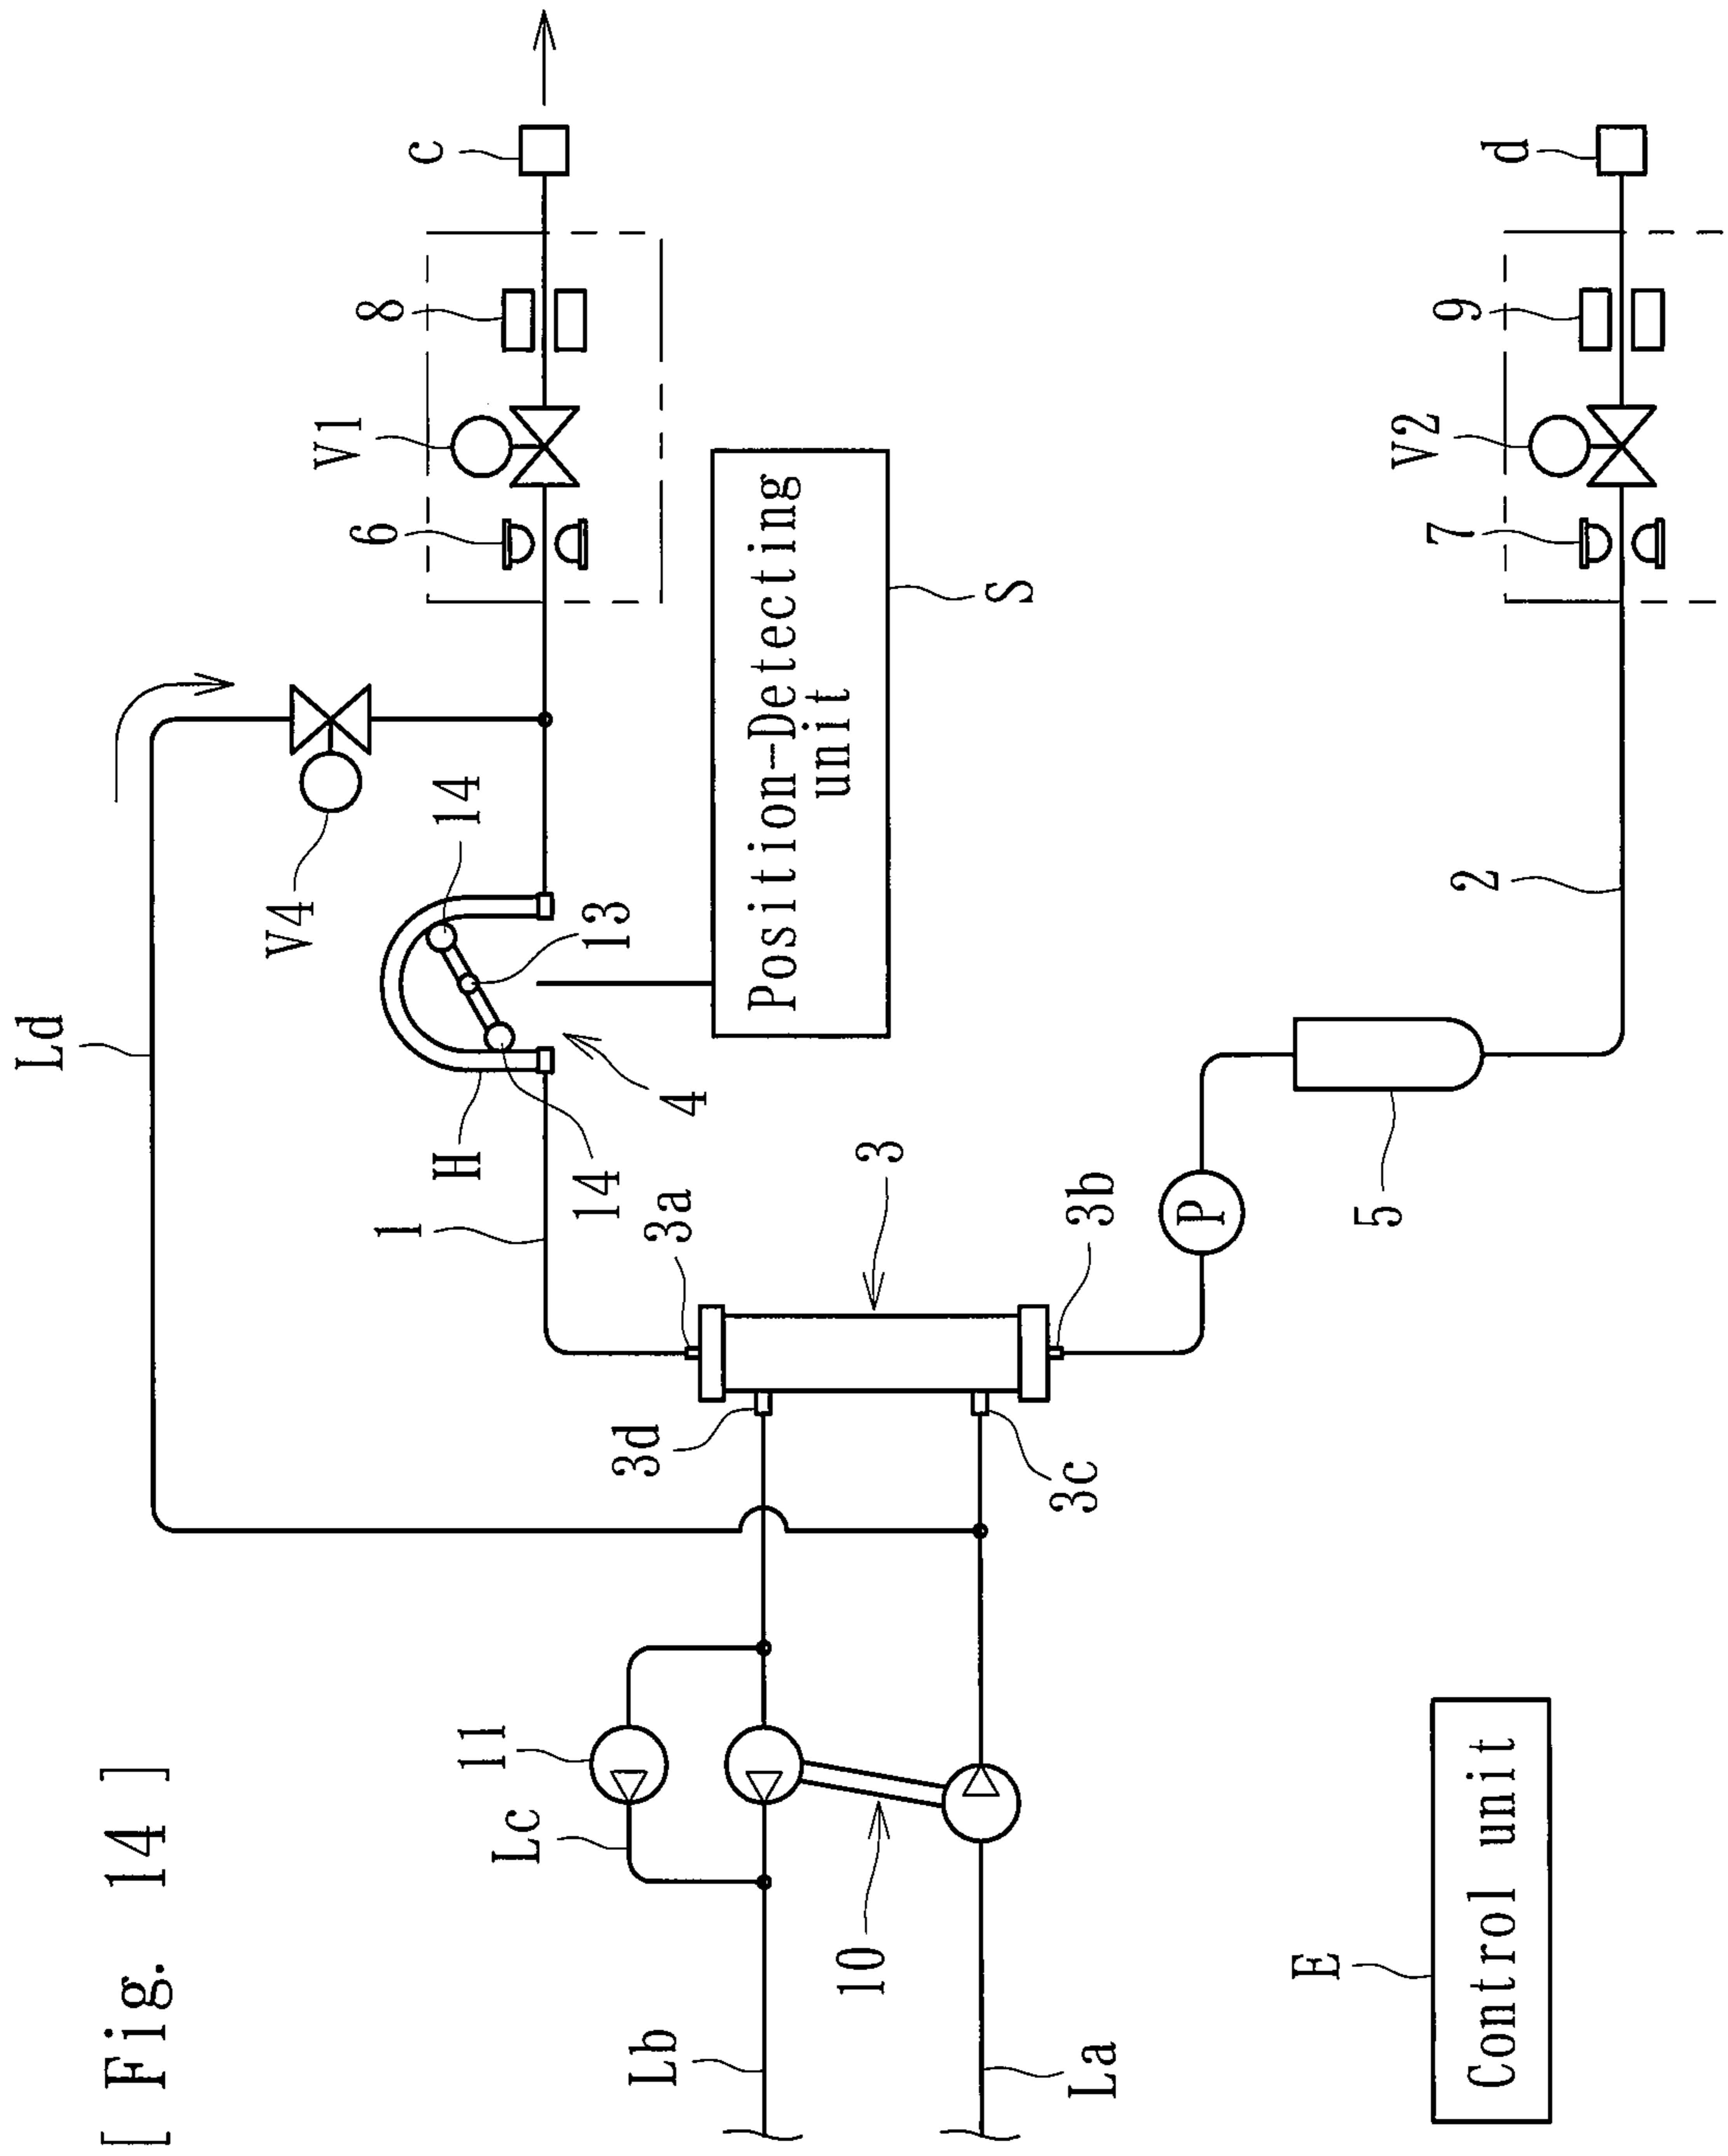 [ Fig. 14 ]
Ld
V4
14
13
H
14
4
1
V1
6
8
c
Position-Detecting
unit
S
3a
3
3b
3d
3c
P
5
2
V2
7
9
d
11
Lc
10
Lb
La
E
Control unit